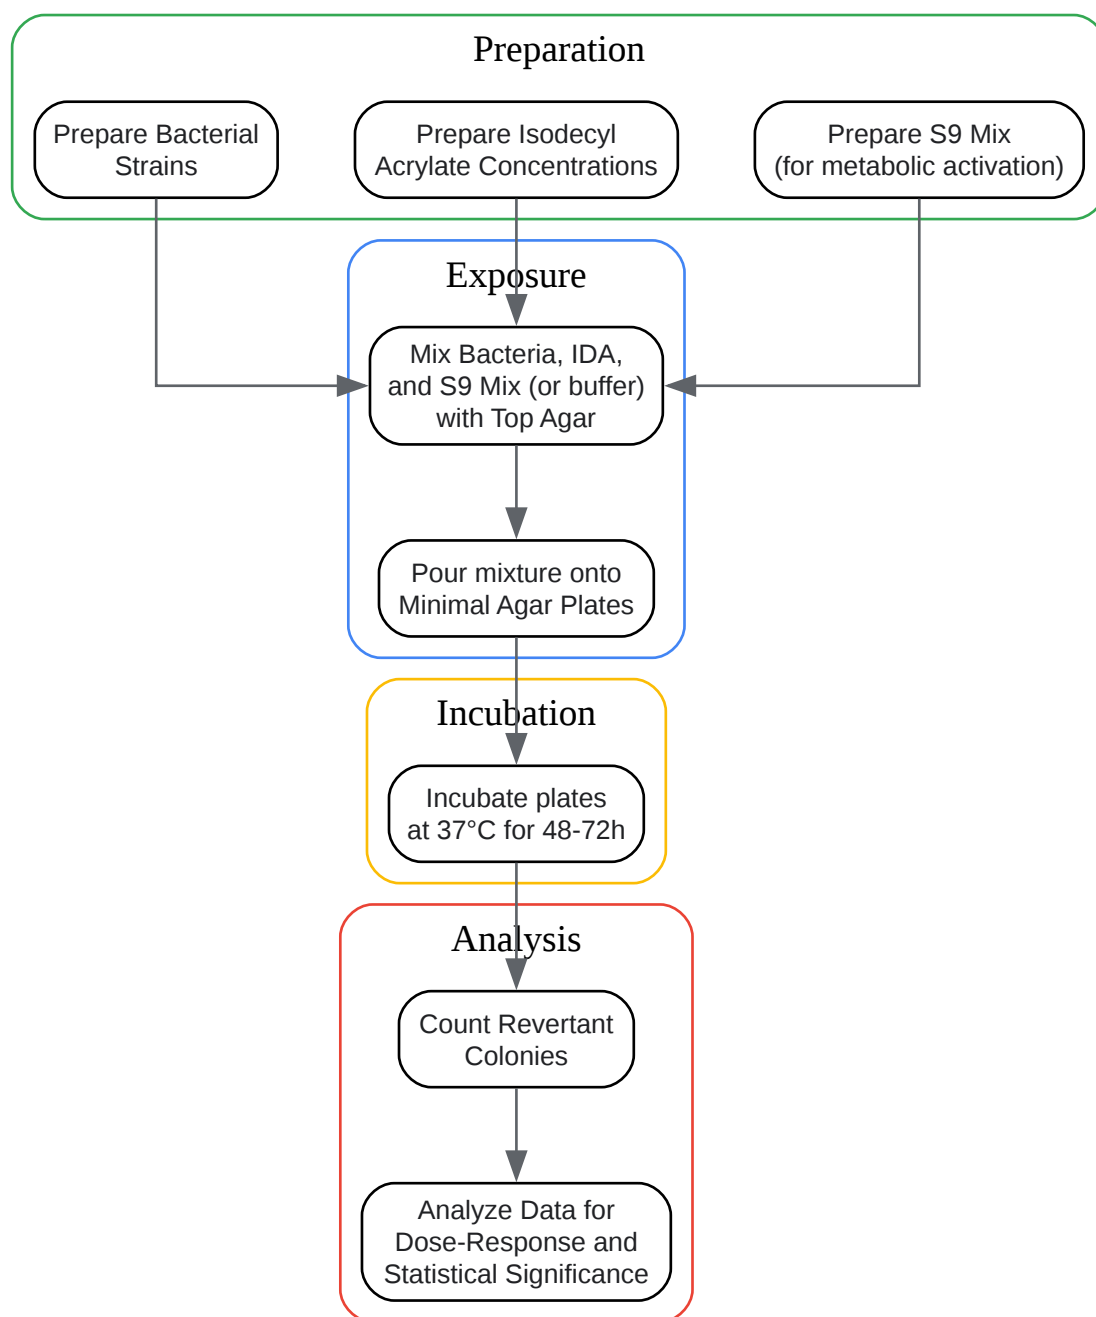 Preparation
Prepare Bacterial
Strains
Prepare Isodecyl
Acrylate Concentrations
Prepare S9 Mix
(for metabolic activation)
Exposure
Mix Bacteria, IDA,
and S9 Mix (or buffer)
with Top Agar
Pour mixture onto
Minimal Agar Plates
Incubation
Incubate plates
at 37°C for 48-72h
Analysis
Count Revertant
Colonies
Analyze Data for
Dose-Response and
Statistical Significance